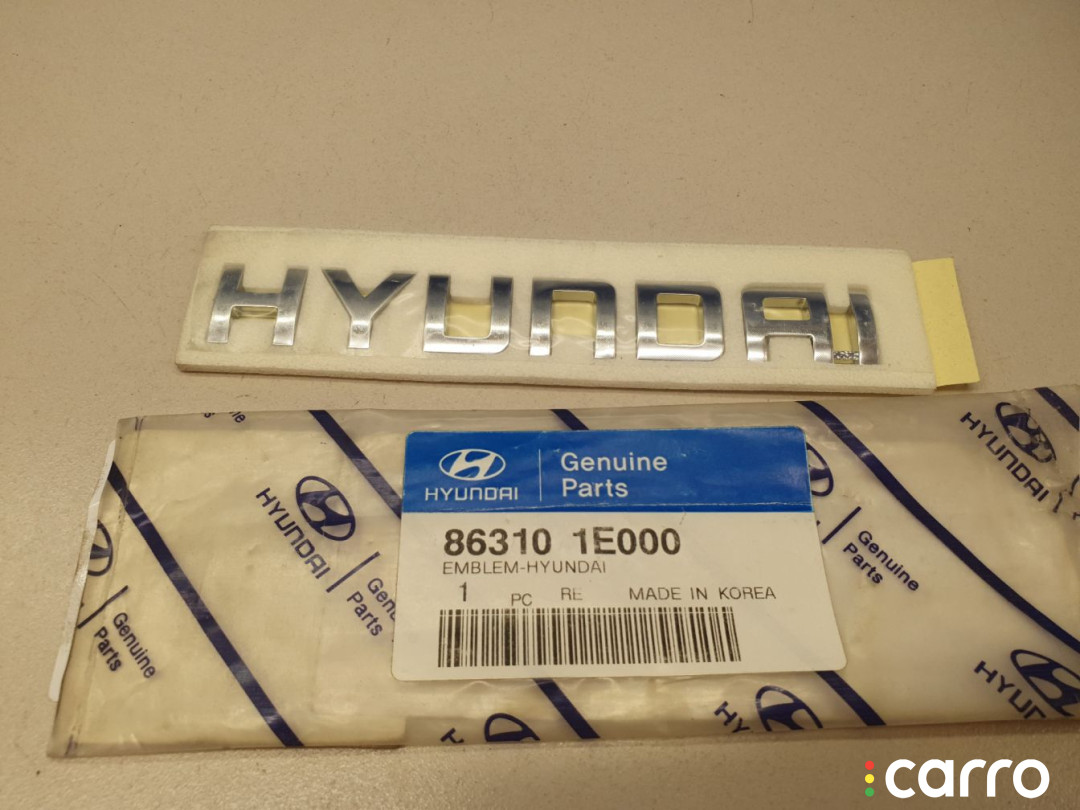 HYUNDAI
HYUNDAI
Genuine
Parts
86310 1E000
EMBLEM-HYUNDAI
1 PC RE MADE IN KOREA
HYUNDAI
Genuine
Parts
HYUNDAI
Parts
Genuine
Parts
HYUNDAI
carro